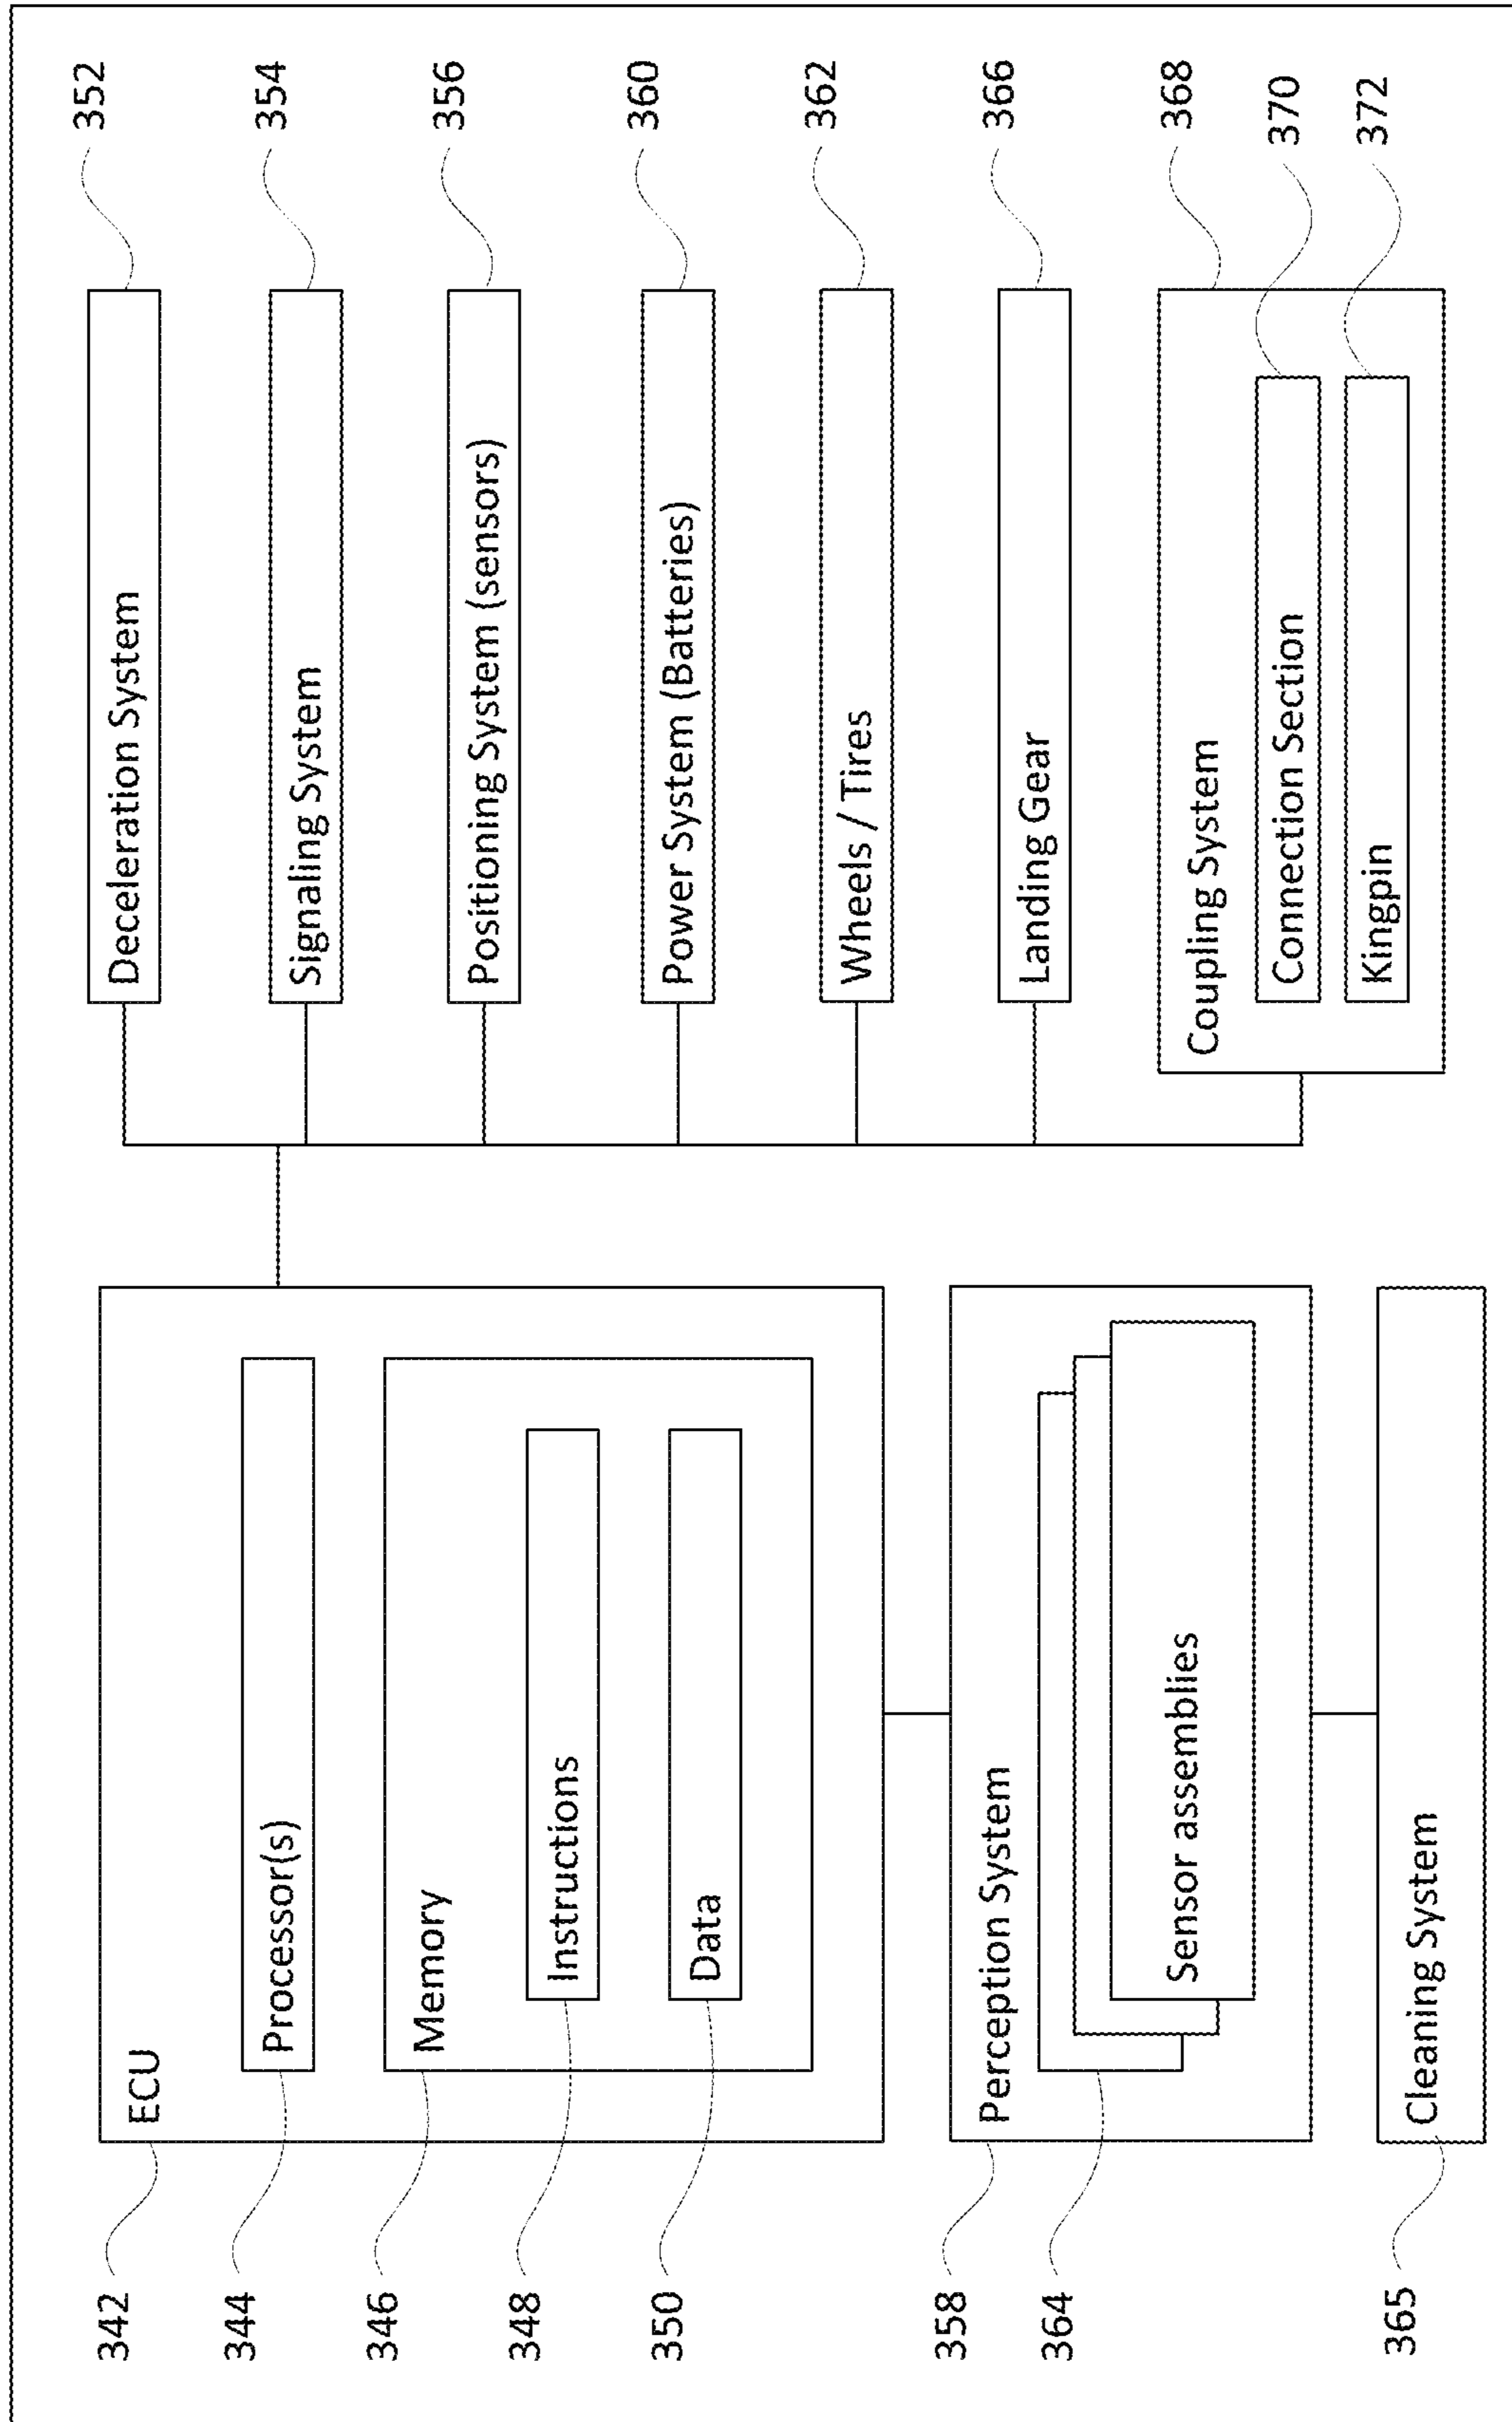 342
ECU
344
Processor(s)
346
Memory
348
Instructions
350
Data
358
Perception System
364
Sensor assemblies
365
Cleaning System
Deceleration System
352
Signaling System
354
Positioning System (sensors)
356
Power System (Batteries)
360
Wheels / Tires
362
Landing Gear
366
Coupling System
368
Connection Section
370
Kingpin
372